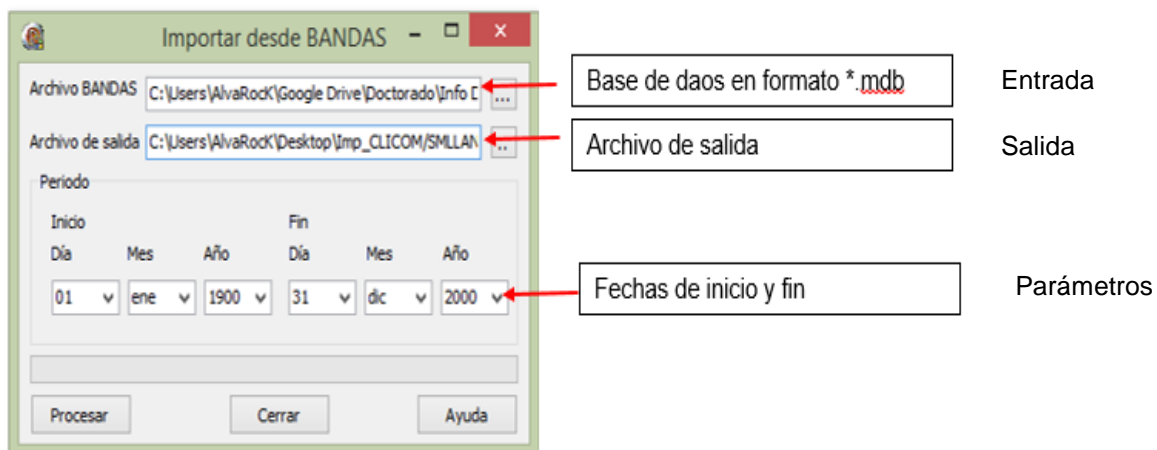 Importar desde BANDAS
Archivo BANDAS C:\Users\AlvaRocK\Google Drive\Doctorado\Info D ... Base de daos en formato *.mdb Entrada
Archivo de salida C:\Users\AlvaRocK\Desktop\Imp_CLICOM/SMLLAN .. Archivo de salida Salida
Periodo
Inicio Fin
Día Mes Año Día Mes Año
01 ene 1900 31 dic 2000 Fechas de inicio y fin Parámetros
Procesar Cerrar Ayuda